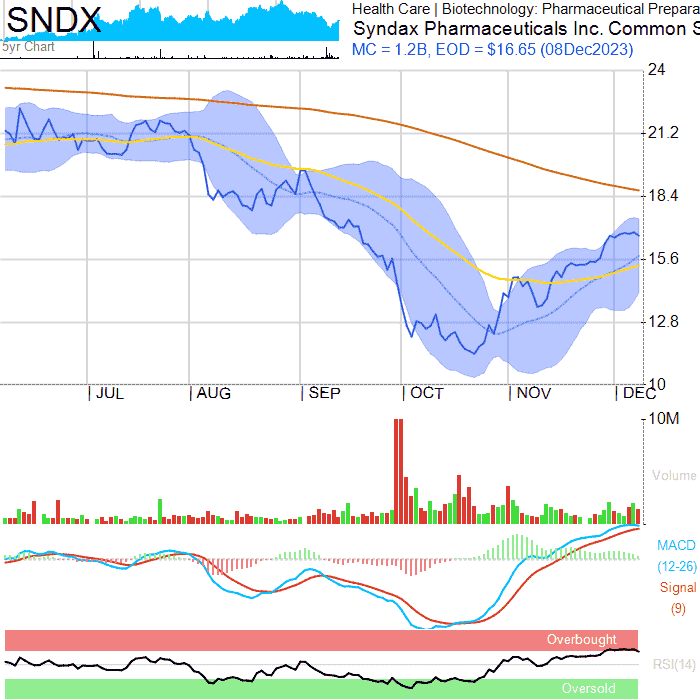 SNDX
5yr Chart
Health Care | Biotechnology: Pharmaceutical Prepara
Syndax Pharmaceuticals Inc. Common S
MC = 1.2B, EOD = $16.65 (08Dec2023)
24
21.2
18.4
15.6
12.8
10
JUL AUG SEP OCT NOV DEC
10M
Volume
MACD
(12-26)
Signal
(9)
Overbought
RSI(14)
Oversold